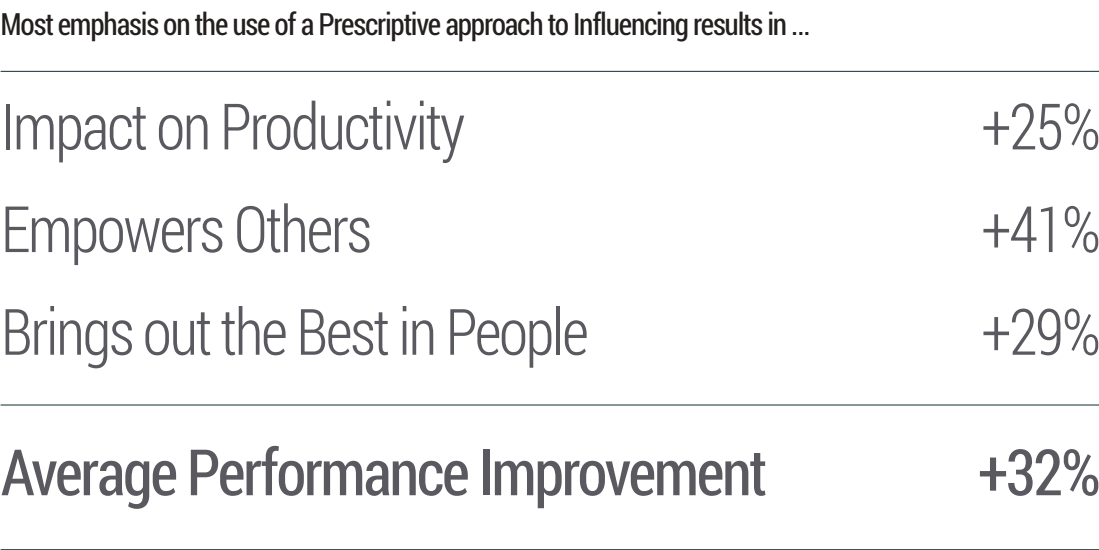 Most emphasis on the use of a Prescriptive approach to Influencing results in ...
Impact on Productivity +25%
Empowers Others +41%
Brings out the Best in People +29%
Average Performance Improvement +32%